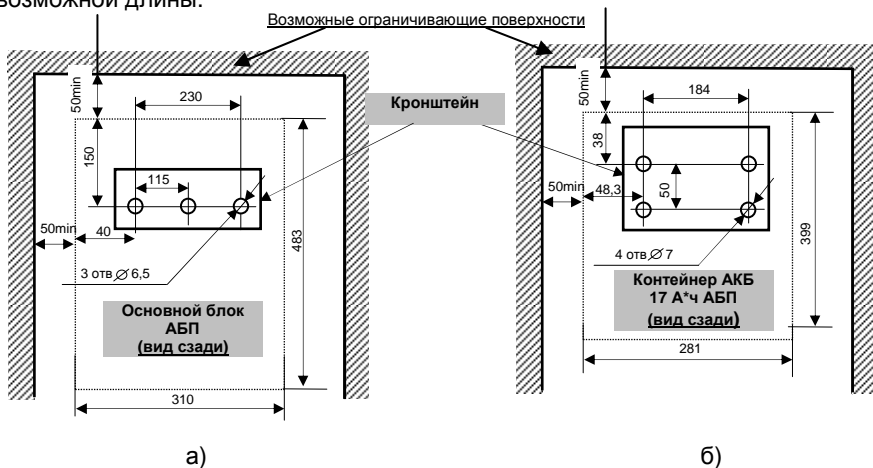 возможной длины.
Возможные ограничивающие поверхности
50min
230
150
115
50min
40
3 отв ∅ 6,5
483
Основной блок
АБП
(вид сзади)
310
а)
Кронштейн
50min
184
38
50min
48,3
50
4 отв ∅ 7
399
Контейнер АКБ
17 А*ч АБП
(вид сзади)
281
б)